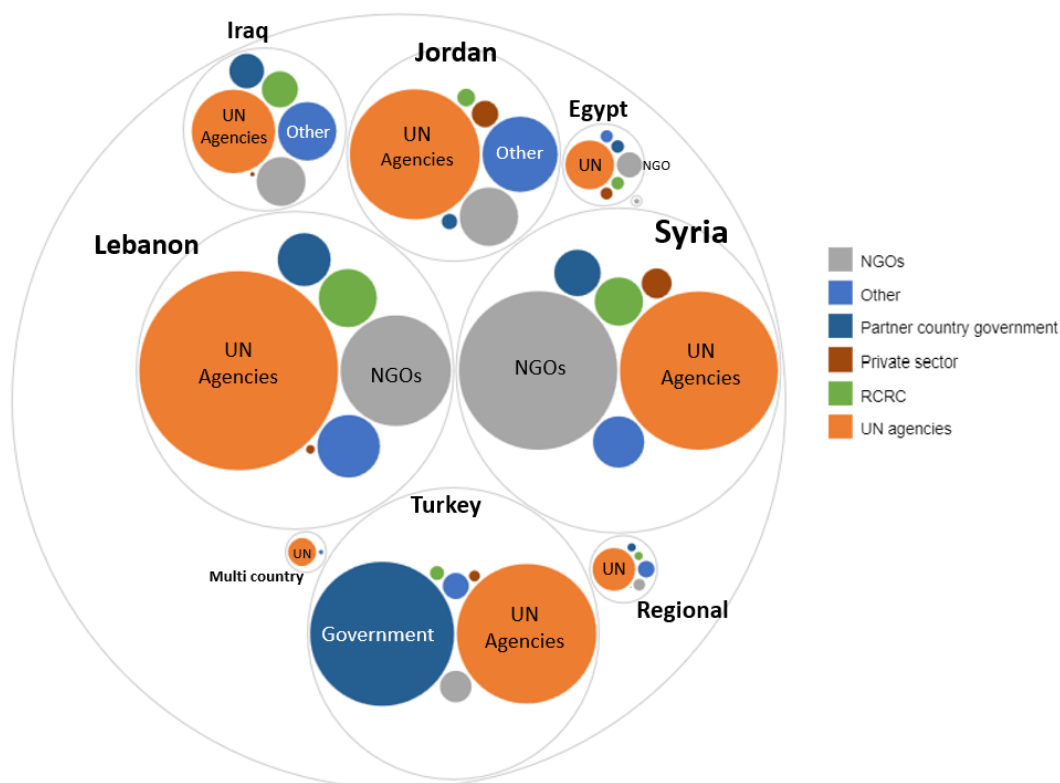 Iraq
Jordan
Egypt
UN
Agencies
Other
UN
Agencies
Other
UN
NGO
Lebanon
Syria
UN
Agencies
NGOs
NGOs
UN
Agencies
NGOs
Other
Partner country government
Private sector
RCRC
UN agencies
Turkey
UN
Multi country
UN
Regional
Government
UN
Agencies